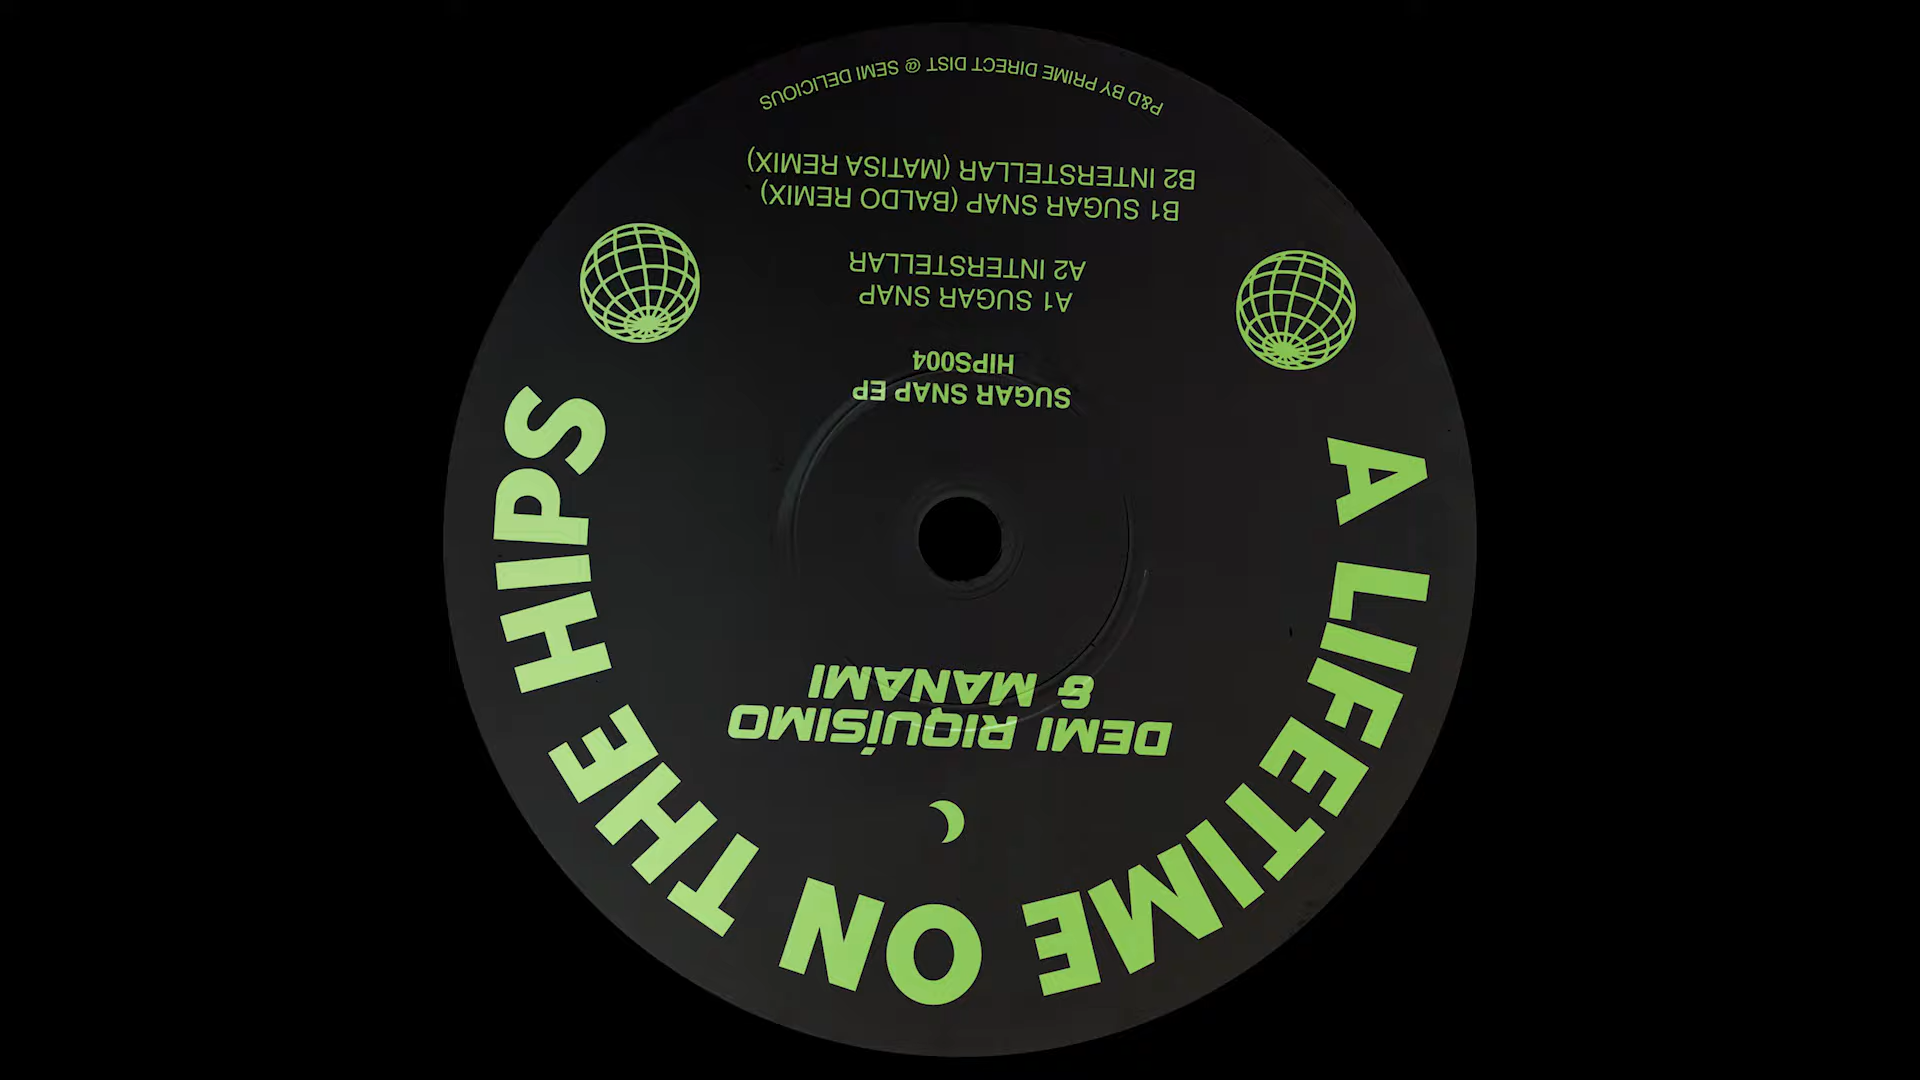 A LIFETIME ON THE HIPS
DEMI RIQUÍSIMO
& MANAMI
SUGAR SNAP EP
HIPS004
A1 SUGAR SNAP
A2 INTERSTELLAR
B1 SUGAR SNAP (BALDO REMIX)
B2 INTERSTELLAR (MATISA REMIX)
P&D BY PRIME DIRECT DIST @ SEMI DELICIOUS